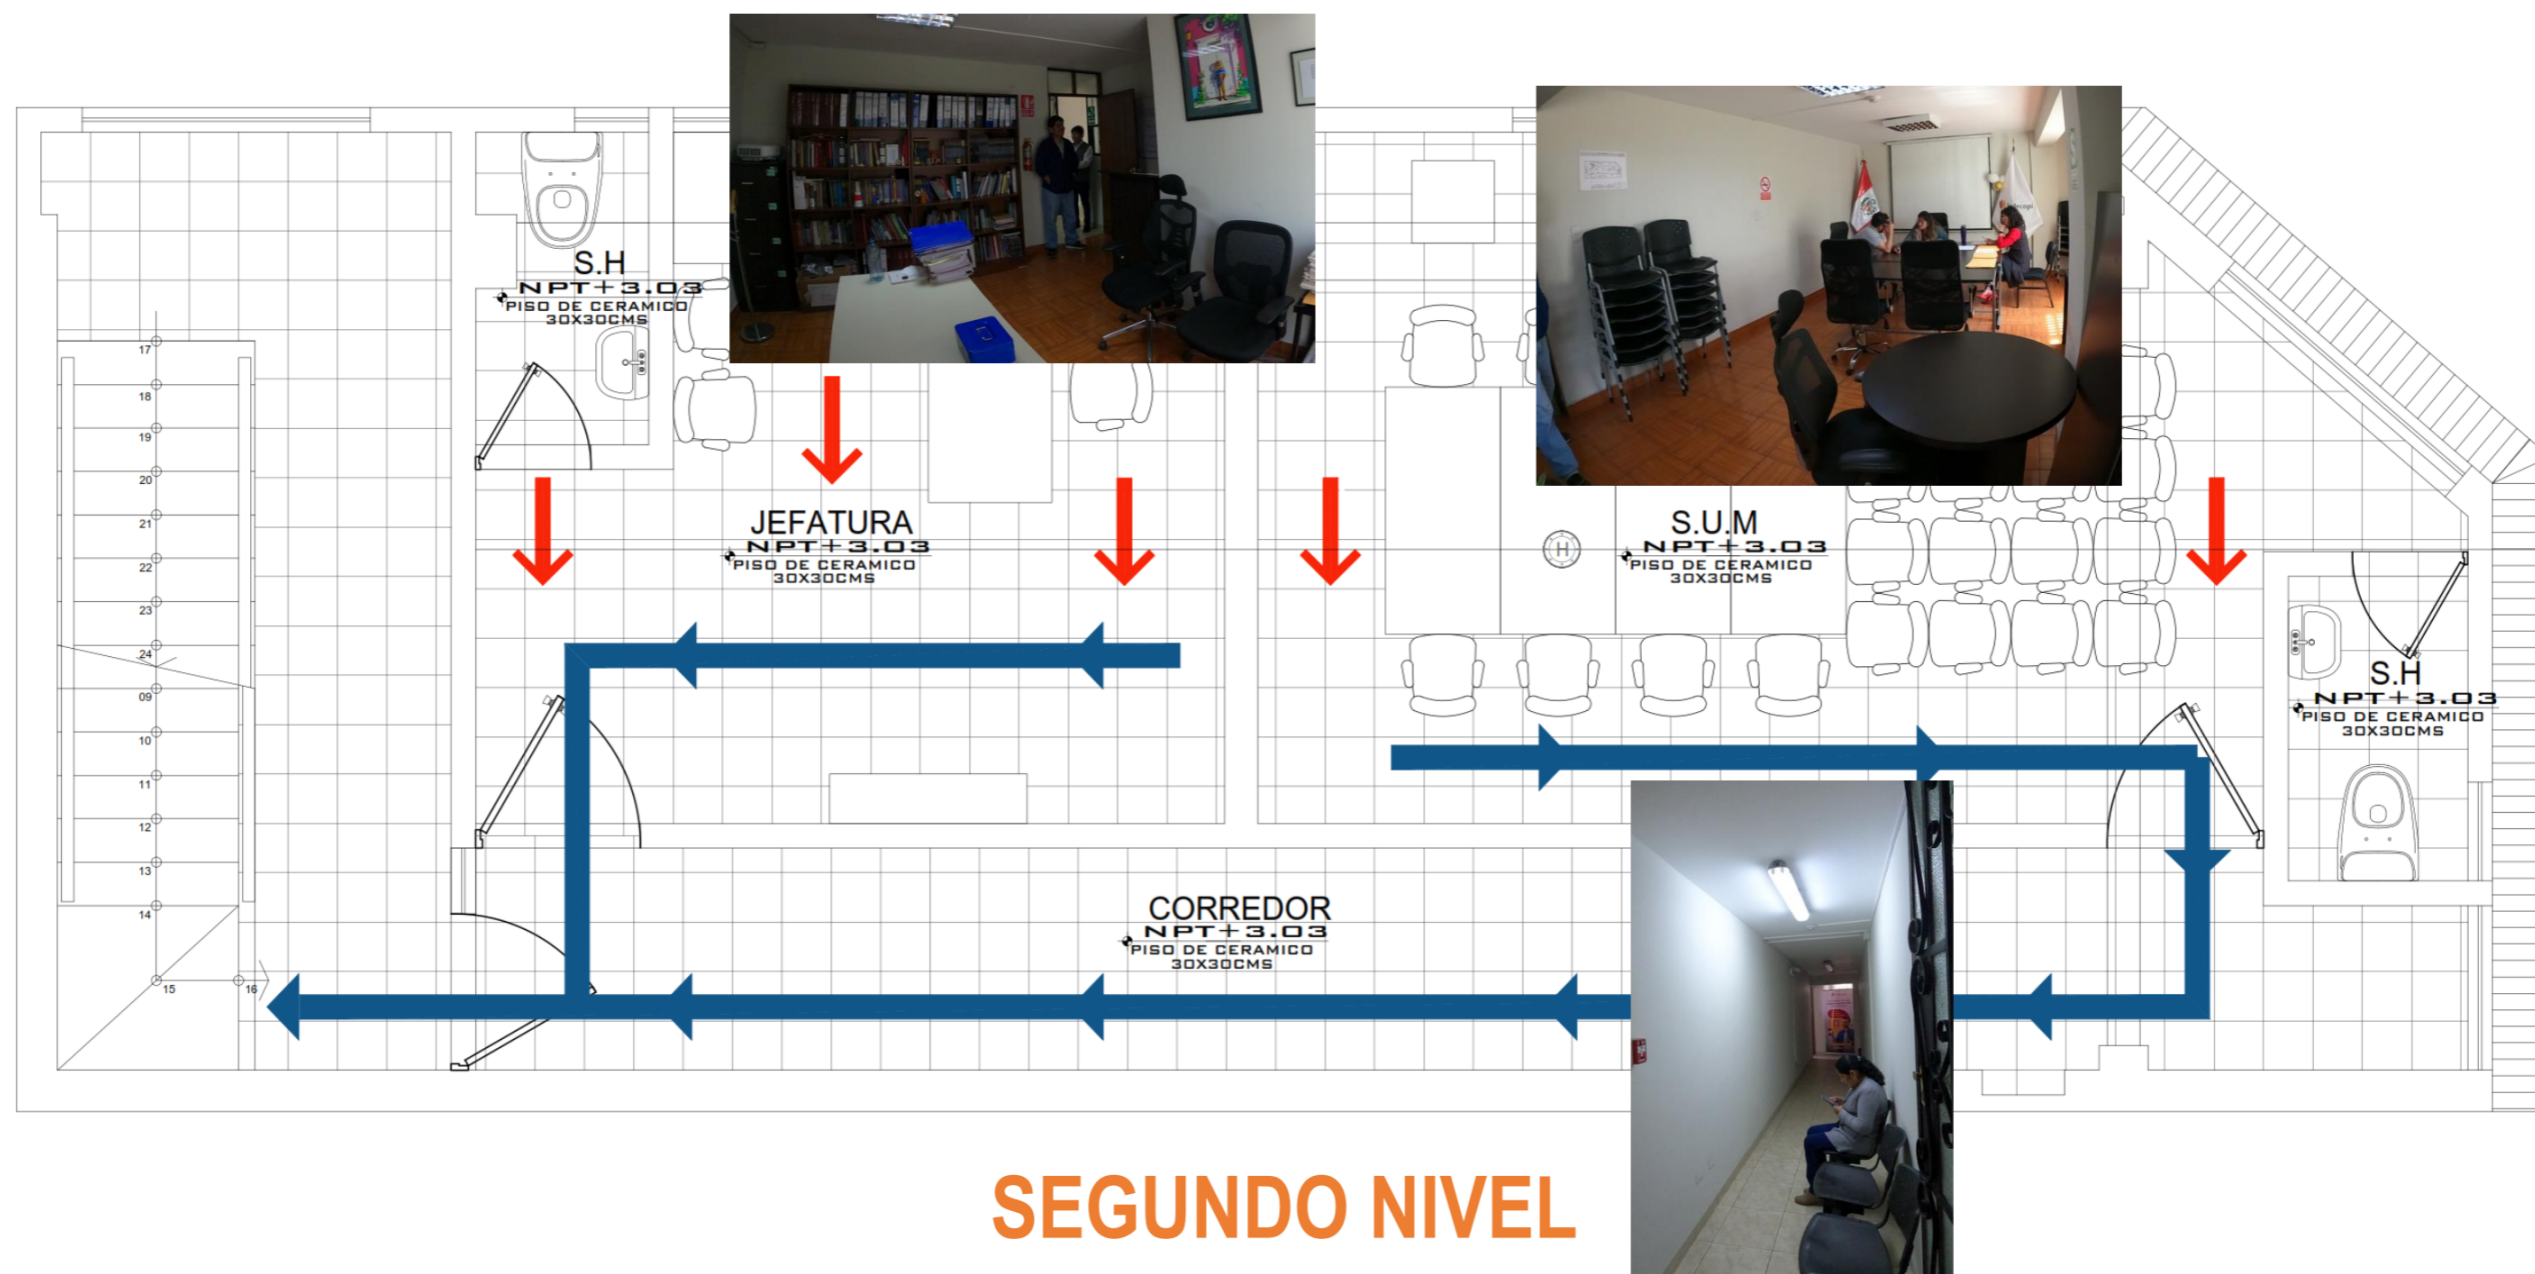 S.H
NPT+3.03
PISO DE CERAMICO
30X30CMS
17
18
19
20
21
22
23
24
09
10
11
12
13
14
15
16
JEFATURA
NPT+3.03
PISO DE CERAMICO
30X30CMS
H
S.U.M
NPT+3.03
PISO DE CERAMICO
30X30CMS
S.H
NPT+3.03
PISO DE CERAMICO
30X30CMS
CORREDOR
NPT+3.03
PISO DE CERAMICO
30X30CMS
SEGUNDO NIVEL